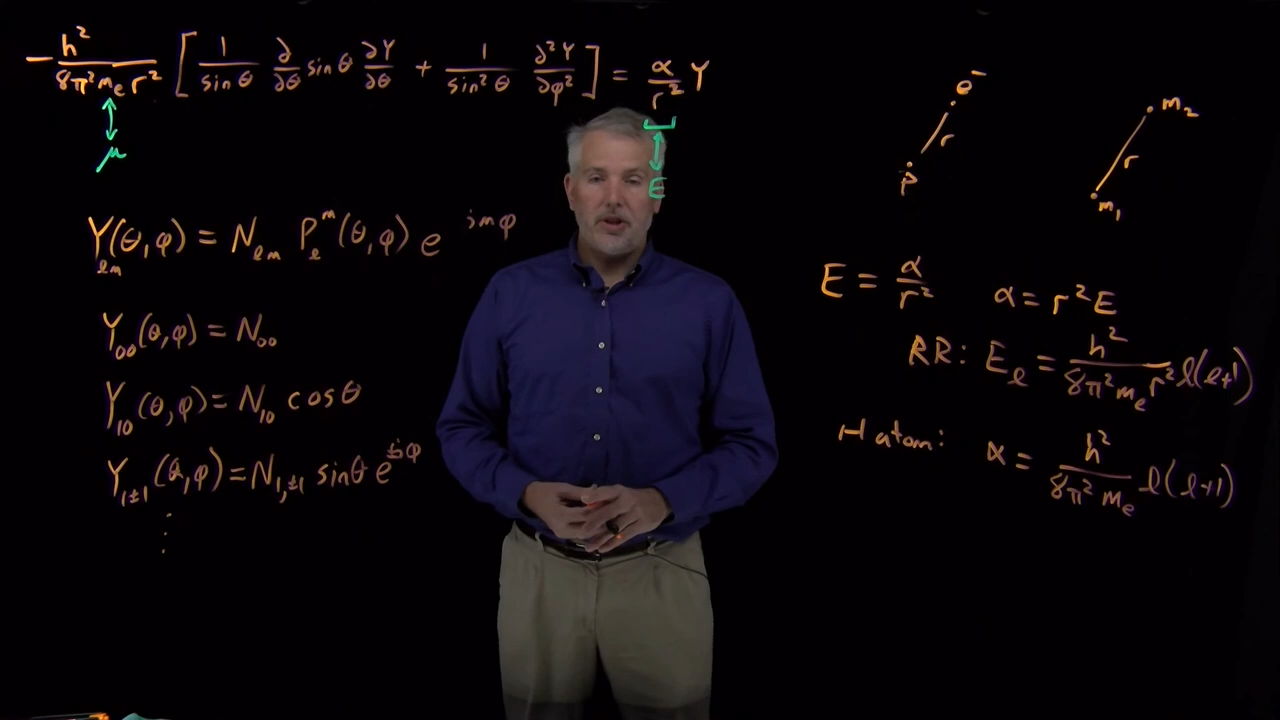 -h²/8π²mₑr² [1/sinθ ∂/∂θ sinθ ∂Y/∂θ + 1/sin²θ ∂²Y/∂φ²] = α/r² Y
μ
E
Yₗₘ(θ,φ) = Nₗₘ Pₗᵐ(θ,φ) e^imφ
Y₀₀(θ,φ) = N₀₀
Y₁₀(θ,φ) = N₁₀ cosθ
Y₁±₁(θ,φ) = N₁,±₁ sinθ e^±iφ
⋮
e⁻
r
p
m₂
r
m₁
E = α/r² α = r²E
RR: Eₗ = h²/8π²mₑr² l(l+1)
H atom: α = h²/8π²mₑ l(l+1)